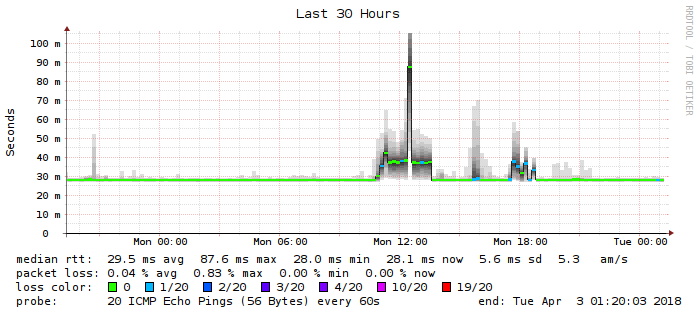 Last 30 Hours
RRDTOOL / TOBI OETIKER
Seconds
100 m
90 m
80 m
70 m
60 m
50 m
40 m
30 m
20 m
10 m
0
Mon 00:00 Mon 06:00 Mon 12:00 Mon 18:00 Tue 00:00
median rtt: 29.5 ms avg 87.6 ms max 28.0 ms min 28.1 ms now 5.6 ms sd 5.3 am/s
packet loss: 0.04 % avg 0.83 % max 0.00 % min 0.00 % now
loss color: 0 1/20 2/20 3/20 4/20 10/20 19/20
probe: 20 ICMP Echo Pings (56 Bytes) every 60s end: Tue Apr 3 01:20:03 2018